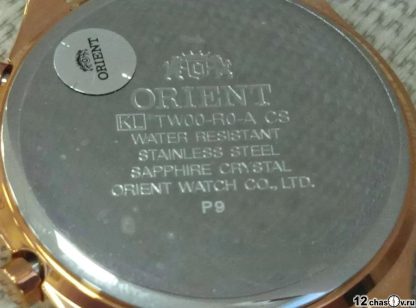 ORIENT
ORIENT
KL TW00-R0-A CS
WATER RESISTANT
STAINLESS STEEL
SAPPHIRE CRYSTAL
ORIENT WATCH CO., LTD.
P9
12chasov.ru